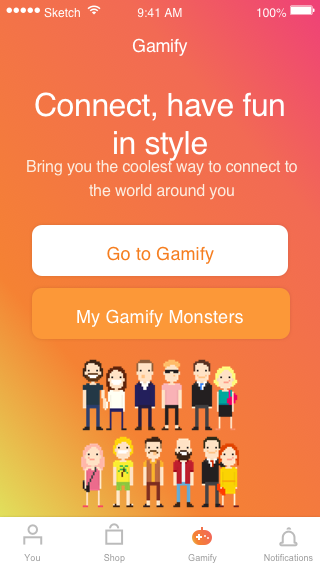 Sketch 9:41 AM 100%
Gamify
Connect, have fun
in style
Bring you the coolest way to connect to
the world around you
Go to Gamify
My Gamify Monsters
You Shop Gamify Notifications